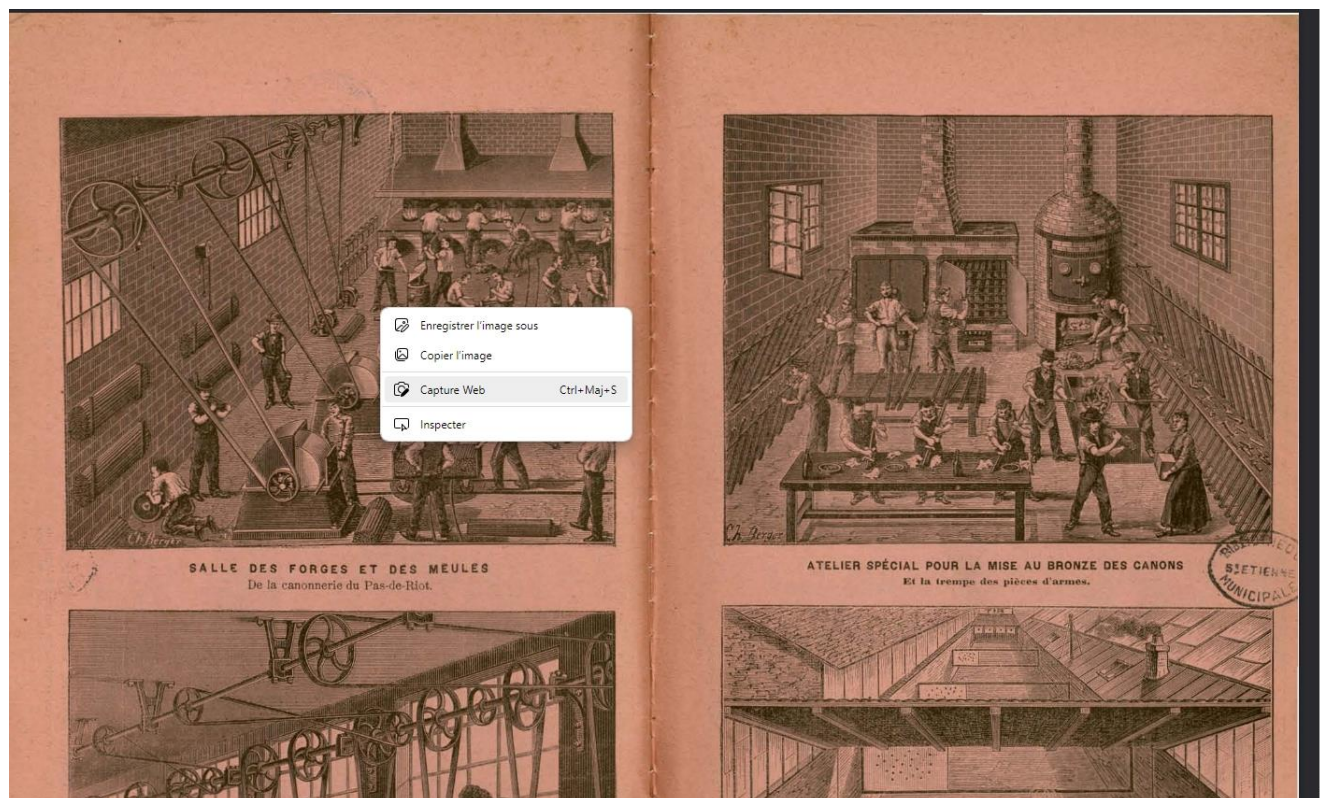 Enregistrer l'image sous
Copier l'image
Capture Web Ctrl+Maj+S
Inspecter
Ch. Berger
SALLE DES FORGES ET DES MEULES
De la canonnerie du Pas-de-Riot.
Ch. Berger
ATELIER SPÉCIAL POUR LA MISE AU BRONZE DES CANONS
Et la trempe des pièces d'armes.
STETIENNE
MUNICIPALE